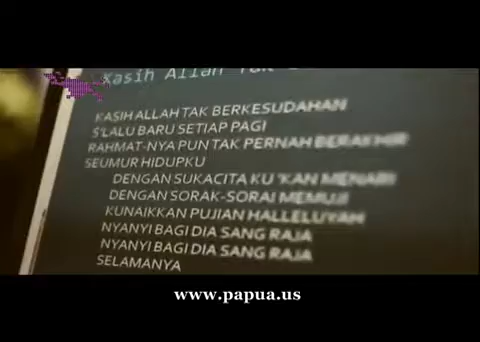 Kasih Allah Tak
KASIH ALLAH TAK BERKESUDAHAN
S'LALU BARU SETIAP PAGI
RAHMAT-NYA PUN TAK PERNAH BERAKHIR
SEUMUR HIDUPKU
DENGAN SUKACITA KU 'KAN MENARI
DENGAN SORAK-SORAI MEMUJI
KUNAIKKAN PUJIAN HALLELUYAH
NYANYI BAGI DIA SANG RAJA
NYANYI BAGI DIA SANG RAJA
SELAMANYA
www.papua.us